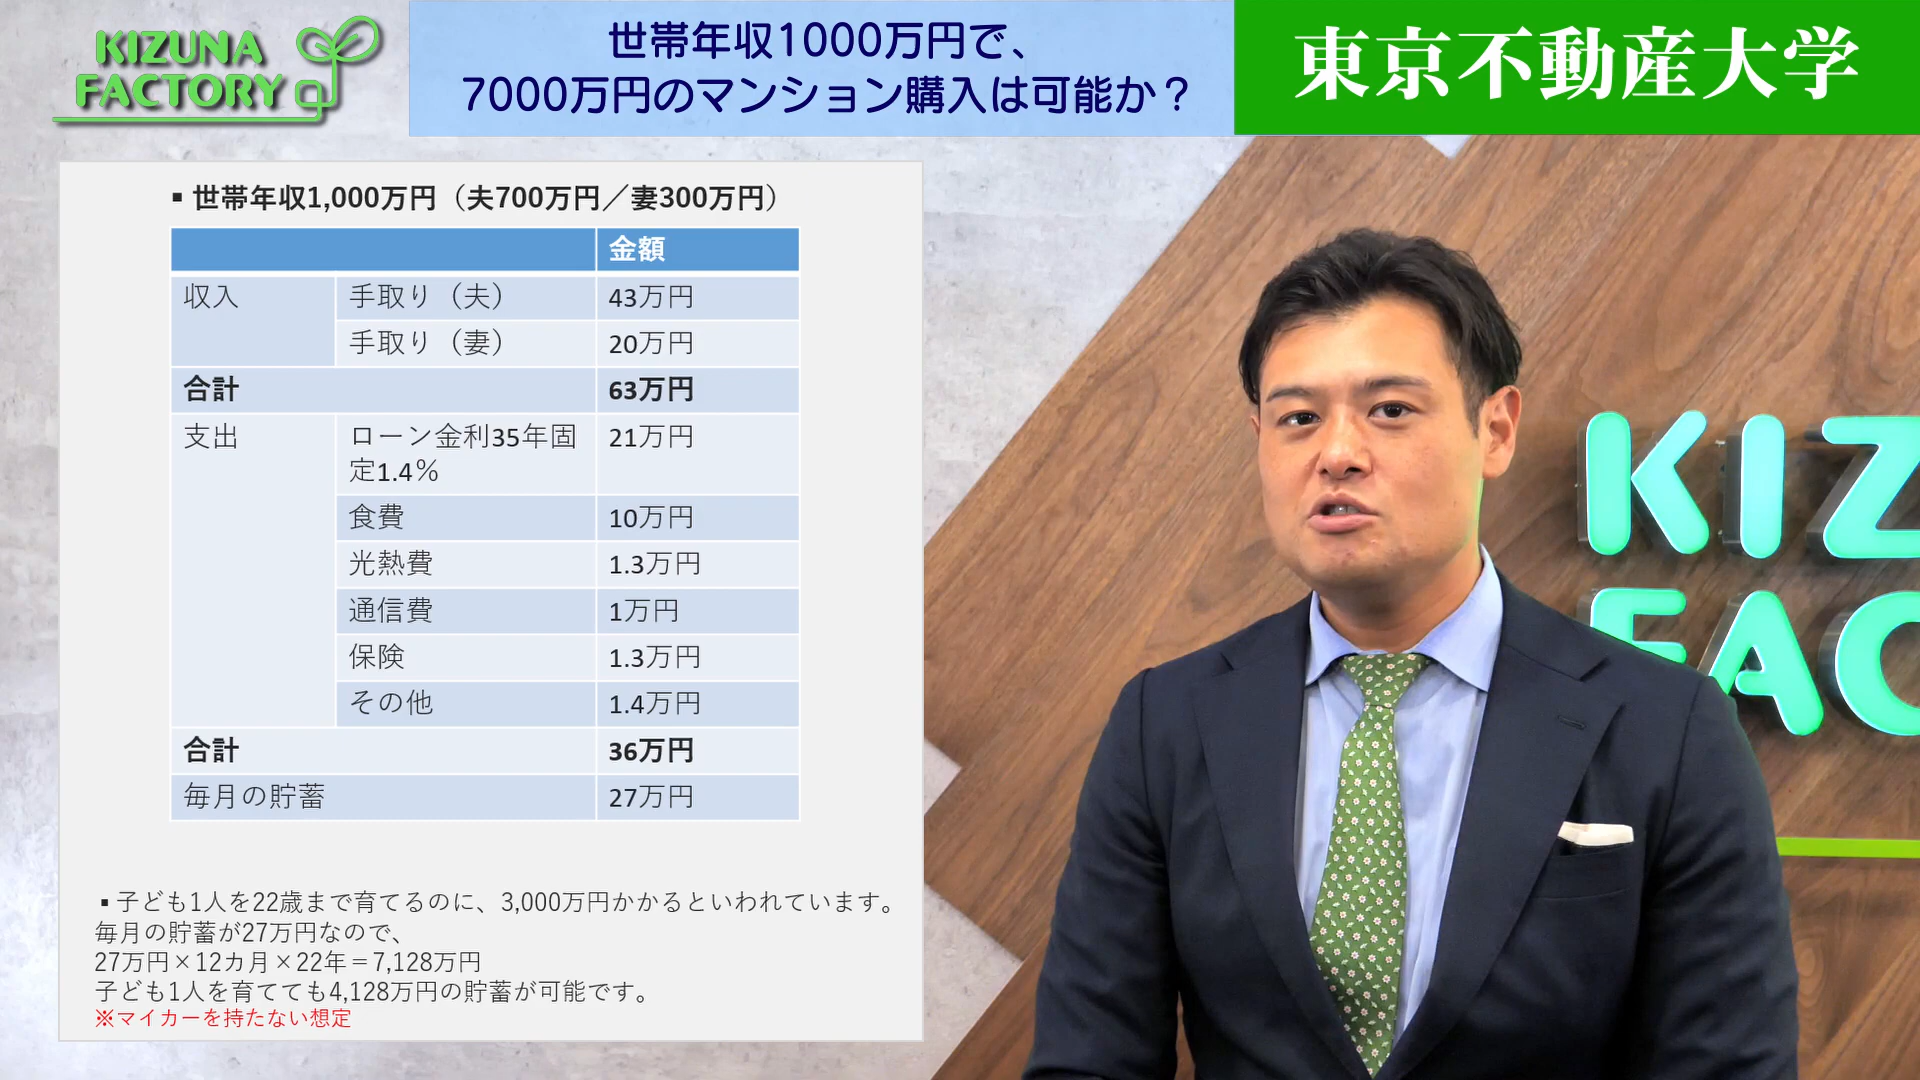 KIZUNA
FACTORY
世帯年収1000万円で、
7000万円のマンション購入は可能か？
東京不動産大学
▪ 世帯年収1,000万円（夫700万円／妻300万円）
金額
収入 手取り（夫） 43万円
手取り（妻） 20万円
合計 63万円
支出 ローン金利35年固 21万円
定1.4％
食費 10万円
光熱費 1.3万円
通信費 1万円
保険 1.3万円
その他 1.4万円
合計 36万円
毎月の貯蓄 27万円
▪ 子ども1人を22歳まで育てるのに、3,000万円かかるといわれています。
毎月の貯蓄が27万円なので、
27万円×12カ月×22年＝7,128万円
子ども1人を育てても4,128万円の貯蓄が可能です。
※マイカーを持たない想定
KIZ
FAC